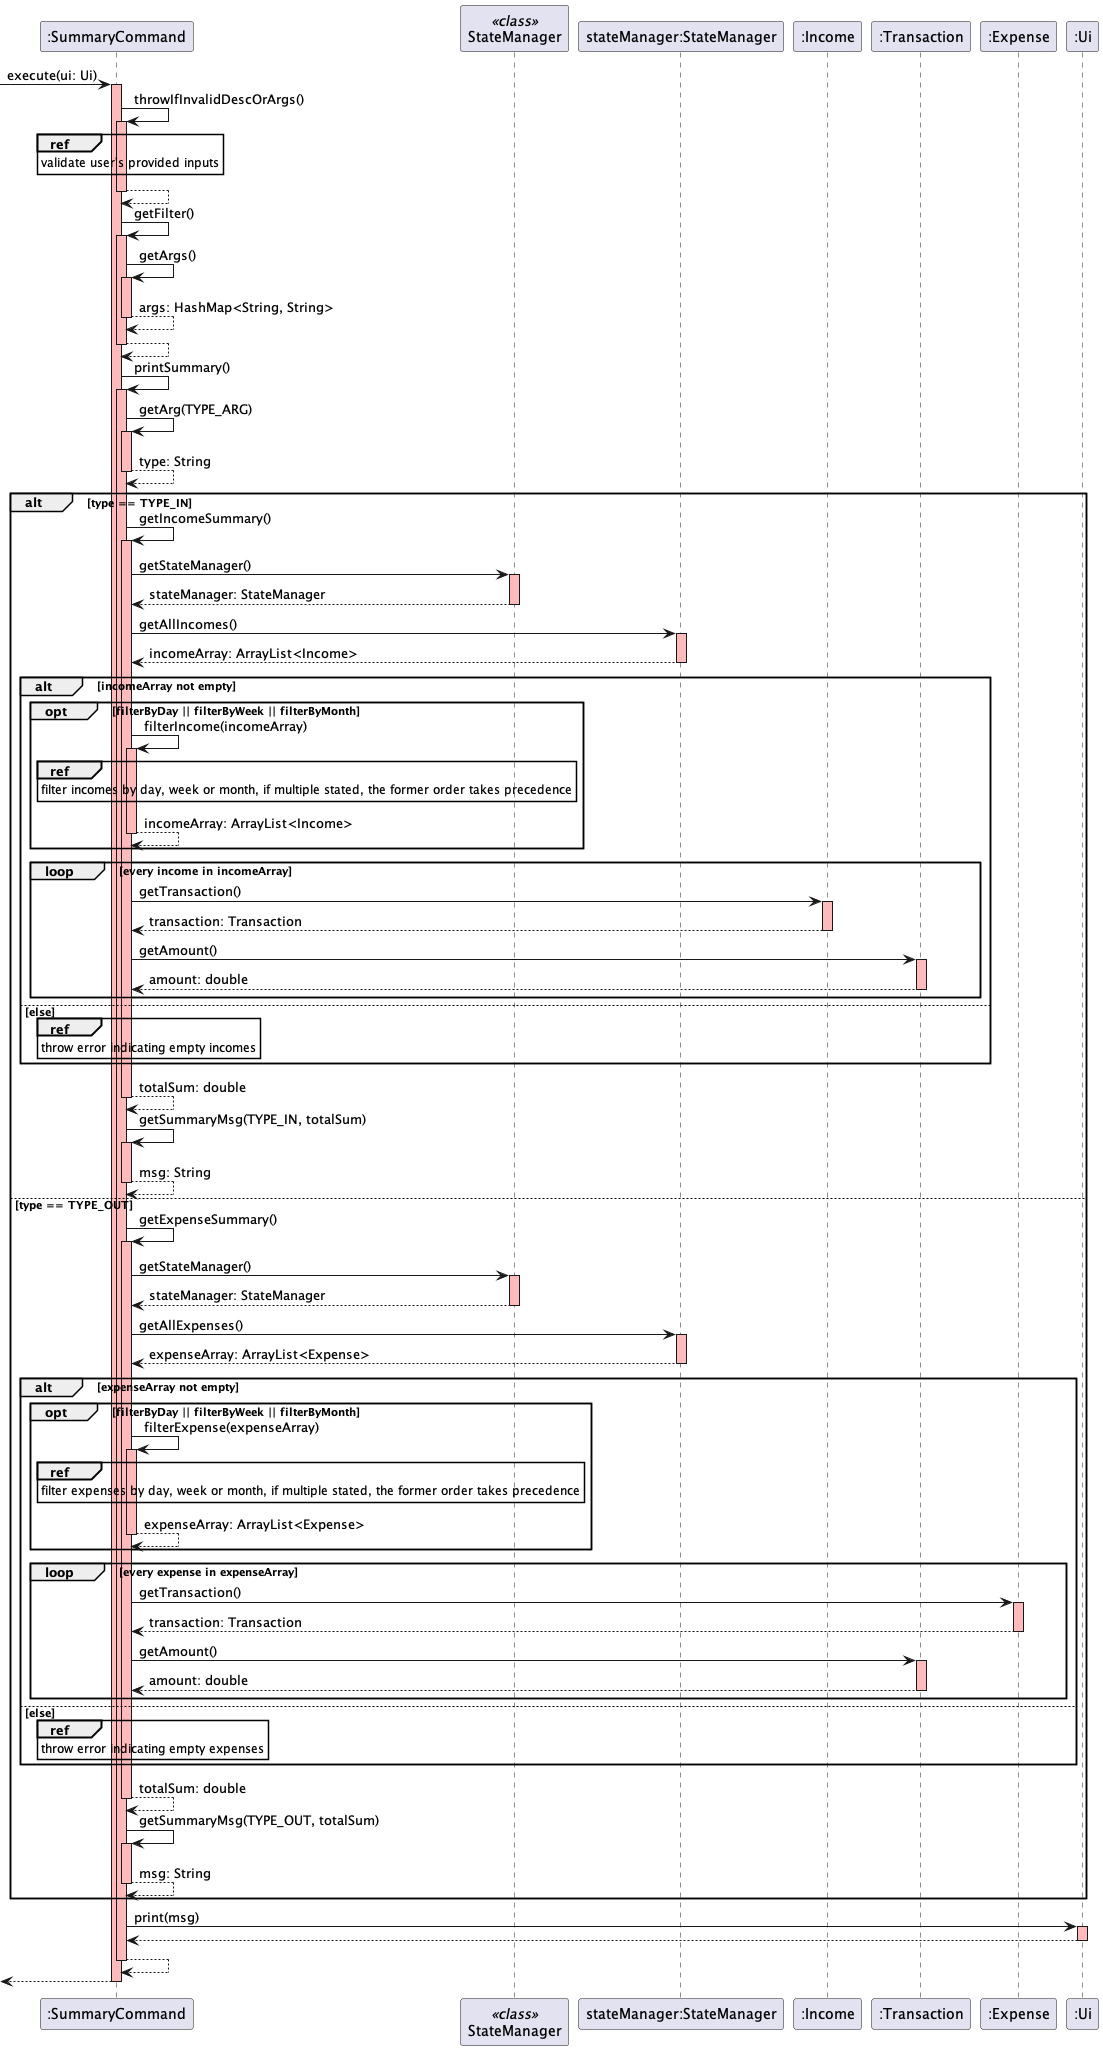 :SummaryCommand
«class»
StateManager
stateManager:StateManager
:Income
:Transaction
:Expense
:Ui
execute(ui: Ui)
throwIfInvalidDescOrArgs()
ref
validate user's provided inputs
getFilter()
getArgs()
args: HashMap<String, String>
printSummary()
getArg(TYPE_ARG)
type: String
alt [type == TYPE_IN]
getIncomeSummary()
getStateManager()
stateManager: StateManager
getAllIncomes()
incomeArray: ArrayList<Income>
alt [incomeArray not empty]
opt [filterByDay || filterByWeek || filterByMonth]
filterIncome(incomeArray)
ref
filter incomes by day, week or month, if multiple stated, the former order takes precedence
incomeArray: ArrayList<Income>
loop [every income in incomeArray]
getTransaction()
transaction: Transaction
getAmount()
amount: double
[else]
ref
throw error indicating empty incomes
totalSum: double
getSummaryMsg(TYPE_IN, totalSum)
msg: String
[type == TYPE_OUT]
getExpenseSummary()
getStateManager()
stateManager: StateManager
getAllExpenses()
expenseArray: ArrayList<Expense>
alt [expenseArray not empty]
opt [filterByDay || filterByWeek || filterByMonth]
filterExpense(expenseArray)
ref
filter expenses by day, week or month, if multiple stated, the former order takes precedence
expenseArray: ArrayList<Expense>
loop [every expense in expenseArray]
getTransaction()
transaction: Transaction
getAmount()
amount: double
[else]
ref
throw error indicating empty expenses
totalSum: double
getSummaryMsg(TYPE_OUT, totalSum)
msg: String
print(msg)
:SummaryCommand
«class»
StateManager
stateManager:StateManager
:Income
:Transaction
:Expense
:Ui